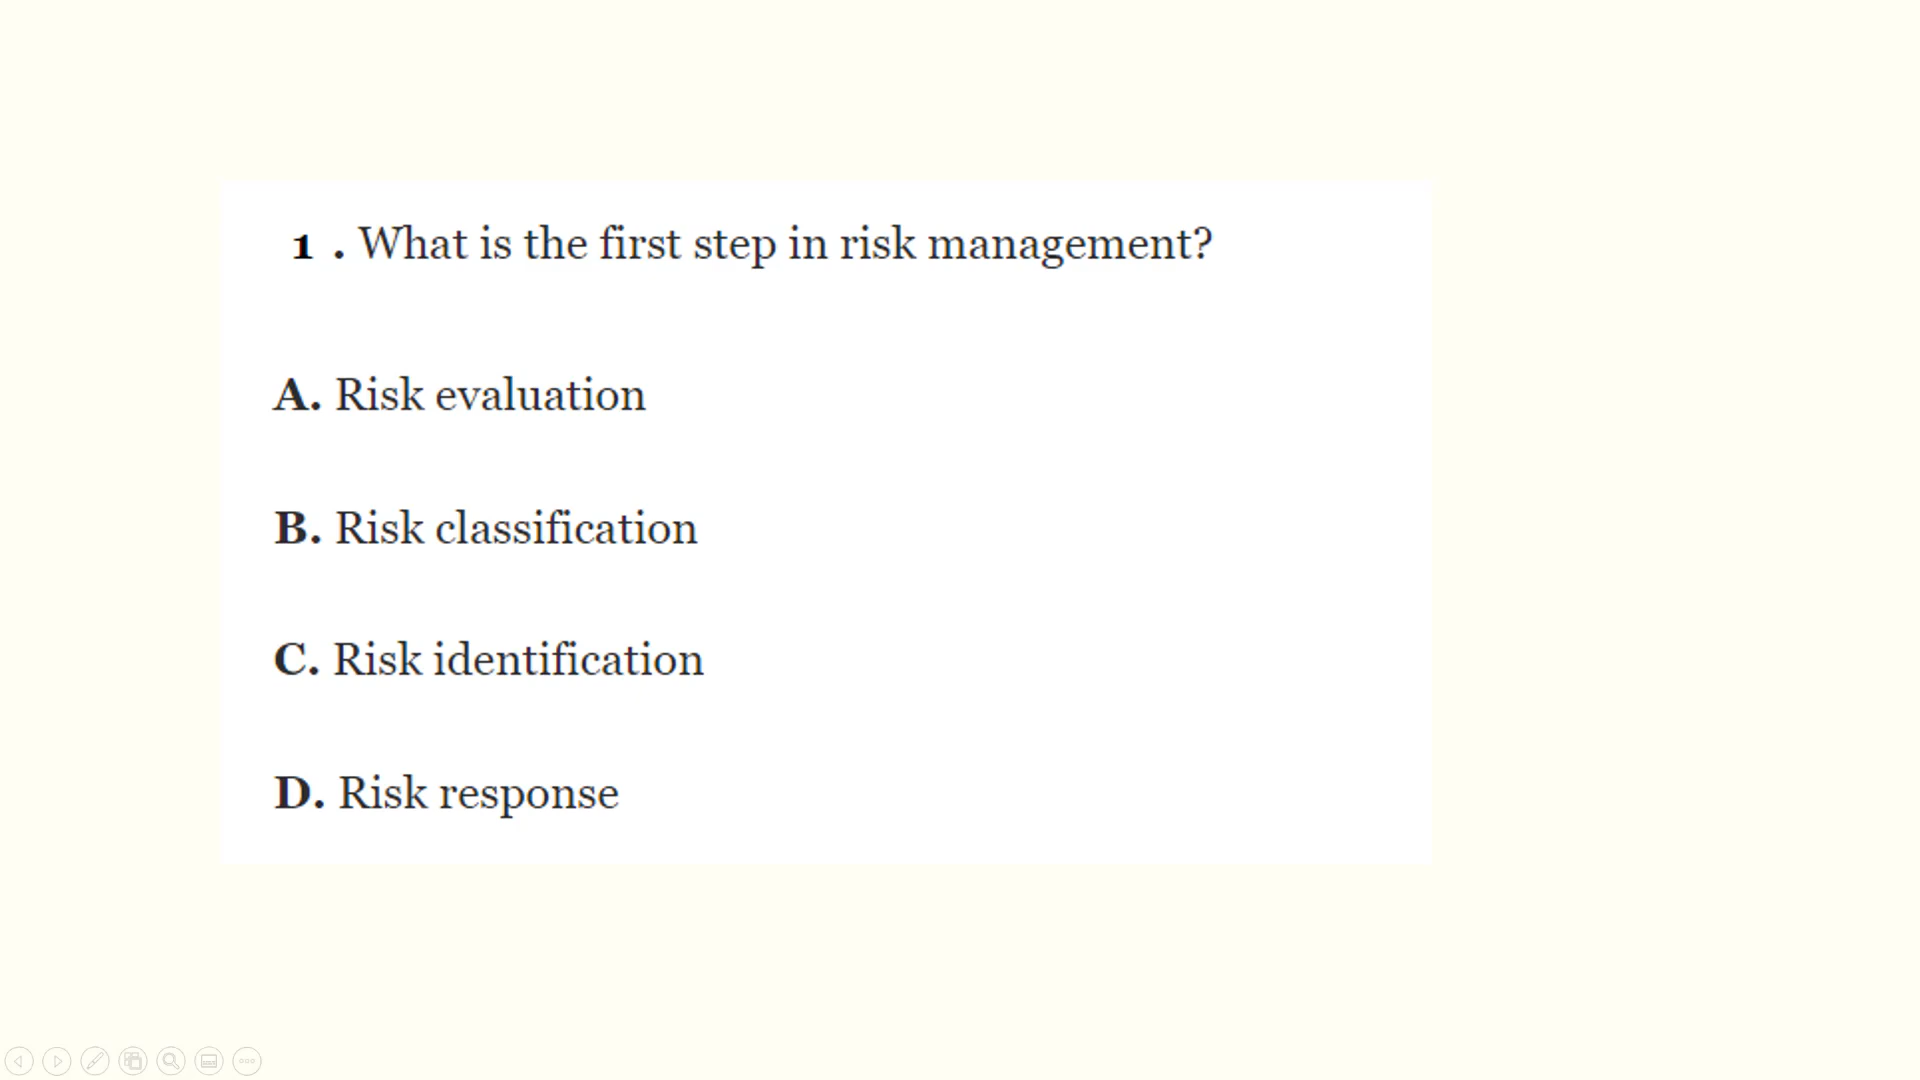 1 . What is the first step in risk management?
A. Risk evaluation
B. Risk classification
C. Risk identification
D. Risk response